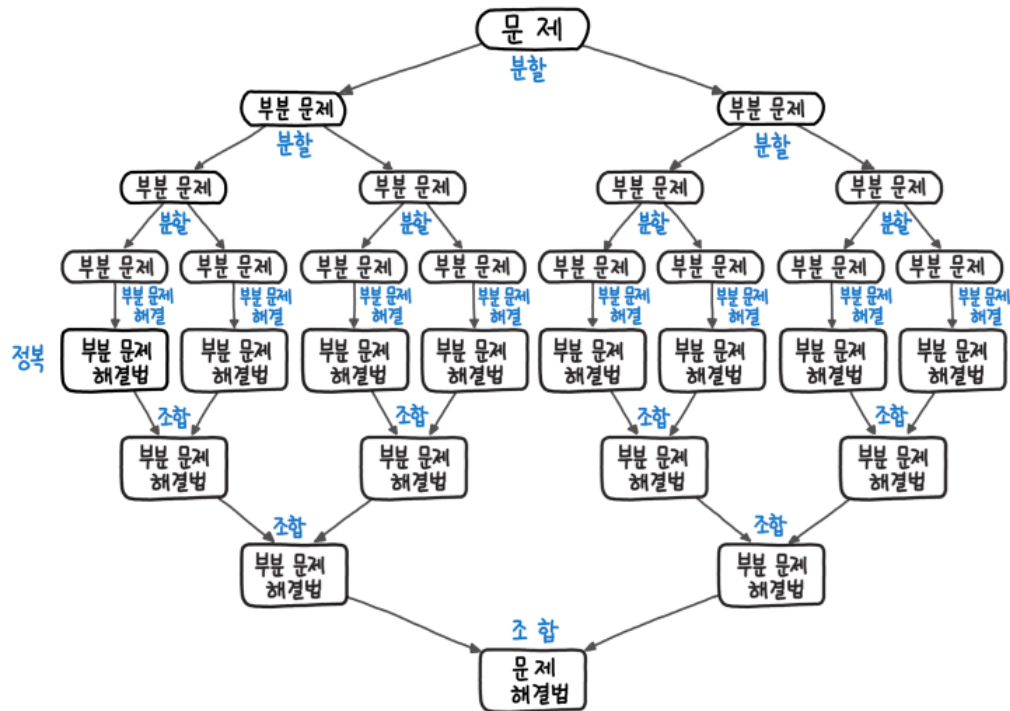 문 제
분할
부분 문제 부분 문제
분할 분할
부분 문제 부분 문제 부분 문제 부분 문제
분할 분할 분할 분할
부분 문제 부분 문제 부분 문제 부분 문제 부분 문제 부분 문제 부분 문제 부분 문제
부분 문제 부분 문제 부분 문제 부분 문제 부분 문제 부분 문제 부분 문제 부분 문제
해결 해결 해결 해결 해결 해결 해결 해결
정복
부분 문제 부분 문제 부분 문제 부분 문제 부분 문제 부분 문제 부분 문제 부분 문제
해결법 해결법 해결법 해결법 해결법 해결법 해결법 해결법
조합 조합 조합 조합
부분 문제 부분 문제 부분 문제 부분 문제
해결법 해결법 해결법 해결법
조합 조합
부분 문제 부분 문제
해결법 해결법
조 합
문 제
해결법